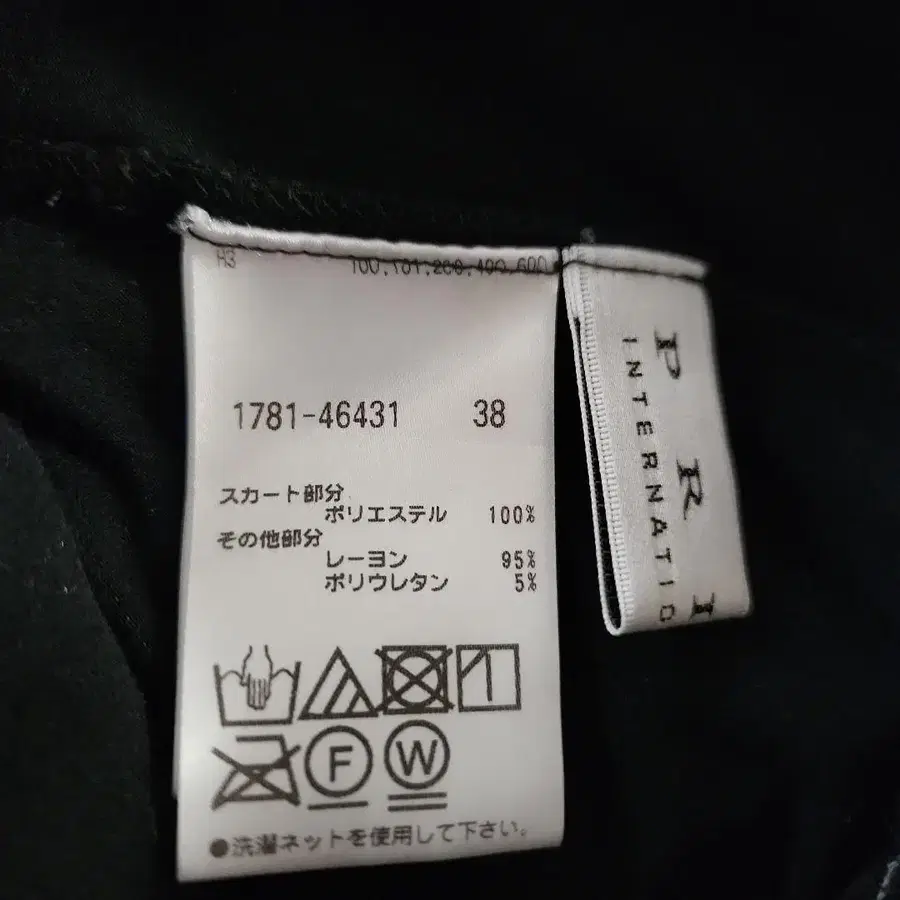 H3
100,181,200,400,600
1781-46431 38
スカート部分
ポリエステル 100%
その他部分
レーヨン 95%
ポリウレタン 5%
F W
●洗濯ネットを使用して下さい。
PRI
INTERNATIO